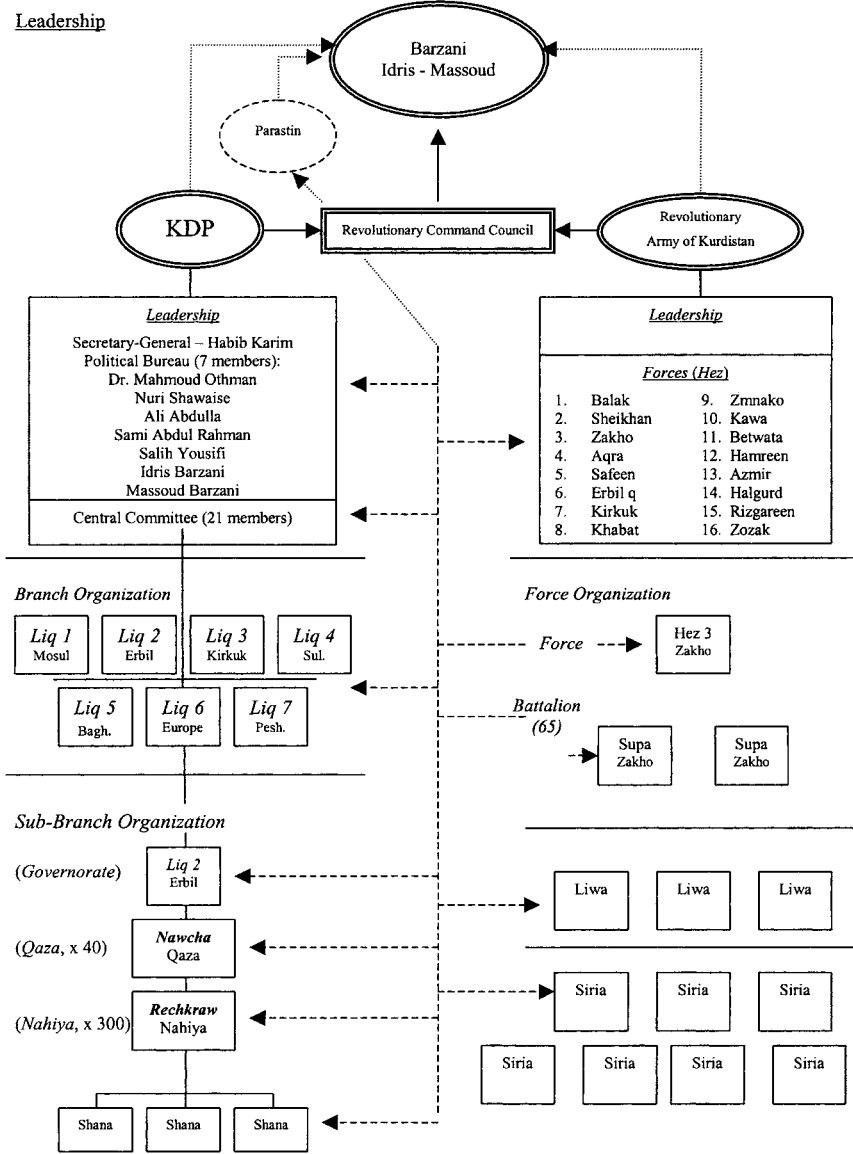 Leadership
Barzani
Idris - Massoud
Parastin
KDP
Revolutionary Command Council
Revolutionary
Army of Kurdistan
Leadership
Secretary-General – Habib Karim
Political Bureau (7 members):
Dr. Mahmoud Othman
Nuri Shawaise
Ali Abdulla
Sami Abdul Rahman
Salih Yousifi
Idris Barzani
Massoud Barzani
Central Committee (21 members)
Leadership
Forces (Hez)
1. Balak
2. Sheikhan
3. Zakho
4. Aqra
5. Safeen
6. Erbil q
7. Kirkuk
8. Khabat
9. Zmnako
10. Kawa
11. Betwata
12. Hamreen
13. Azmir
14. Halgurd
15. Rizgareen
16. Zozak
Branch Organization
Liq 1
Mosul
Liq 2
Erbil
Liq 3
Kirkuk
Liq 4
Sul.
Liq 5
Bagh.
Liq 6
Europe
Liq 7
Pesh.
Force Organization
Force
Hez 3
Zakho
Battalion
(65)
Supa
Zakho
Supa
Zakho
Sub-Branch Organization
(Governorate)
Liq 2
Erbil
(Qaza, x 40)
Nawcha
Qaza
(Nahiya, x 300)
Rechkraw
Nahiya
Shana
Shana
Shana
Liwa
Liwa
Liwa
Siria
Siria
Siria
Siria
Siria
Siria
Siria